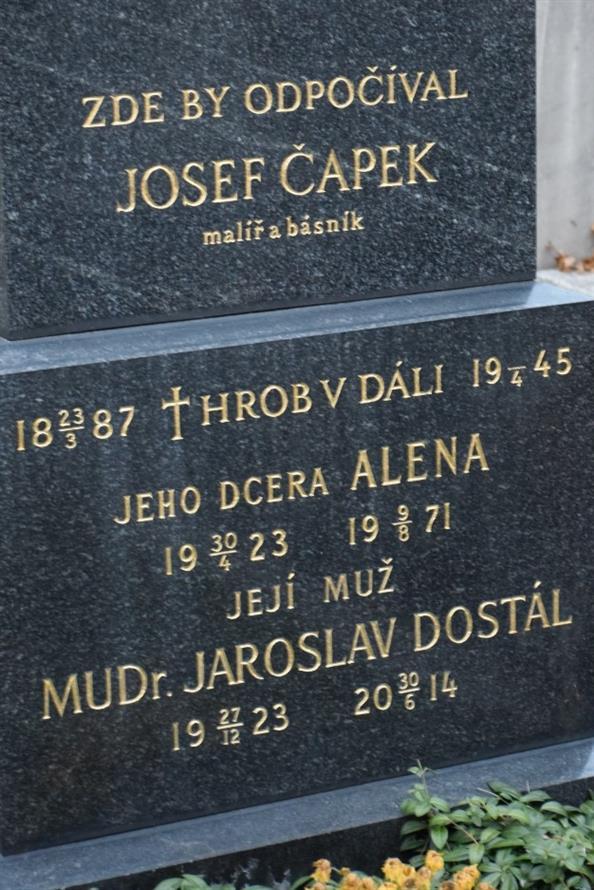 ZDE BY ODPOČÍVAL
JOSEF ČAPEK
malíř a básník
18 23/3 87 † HROB V DÁLI 19 –/4 45
JEHO DCERA ALENA
19 30/4 23 19 9/8 71
JEJÍ MUŽ
MUDr. JAROSLAV DOSTÁL
19 27/12 23 20 30/6 14